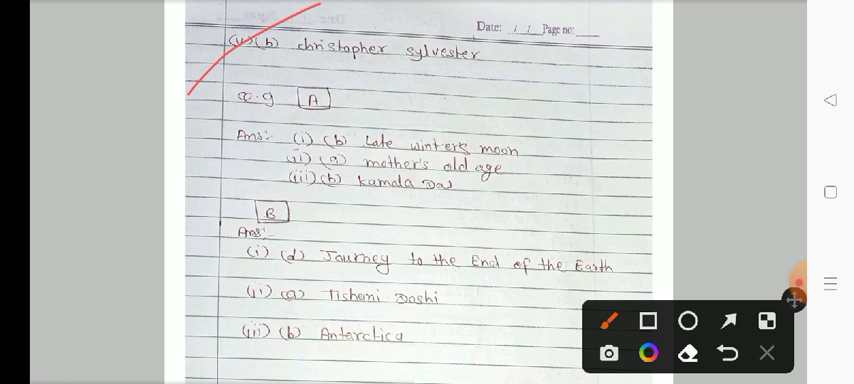 Date: / / Page no:
(v) (b) christopher sylvester
Q.9 A
Ans:- (i) (b) Late winter's moon
(ii) (a) mother's old age
(iii) (b) Kamala Das
B
Ans:-
(i) (d) Journey to the End of the Earth
(ii) (a) Tishani Doshi
(iii) (b) Antarctica